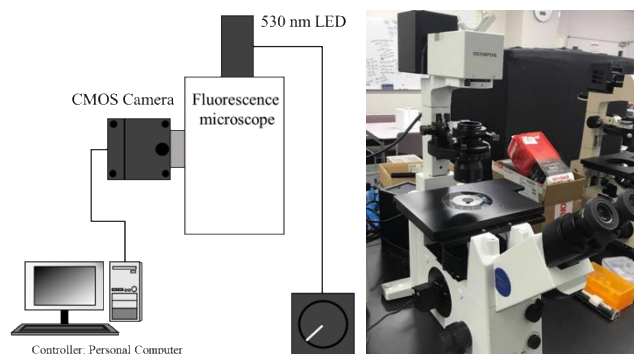 530 nm LED
CMOS Camera
Fluorescence
microscope
Controller: Personal Computer
OLYMPUS